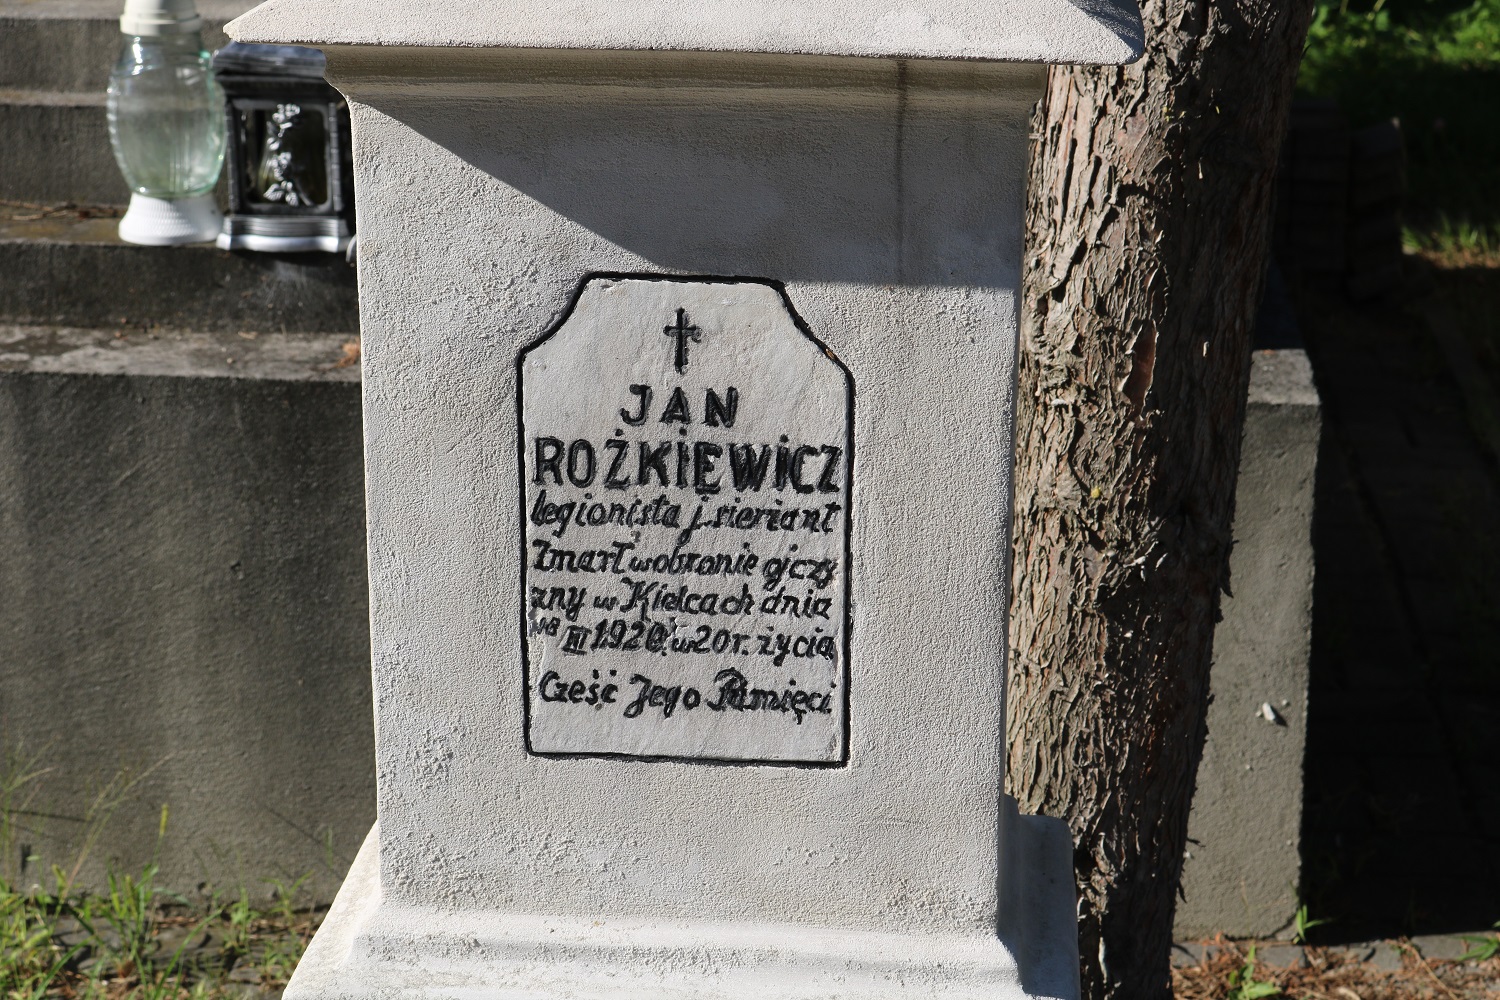 JAN
ROŻKIEWICZ
legionista j. sierżant
zmarł w obronie ojczy
zny w Kielcach dnia
III 1920 w 20 r. życia
Cześć Jego Pamięci